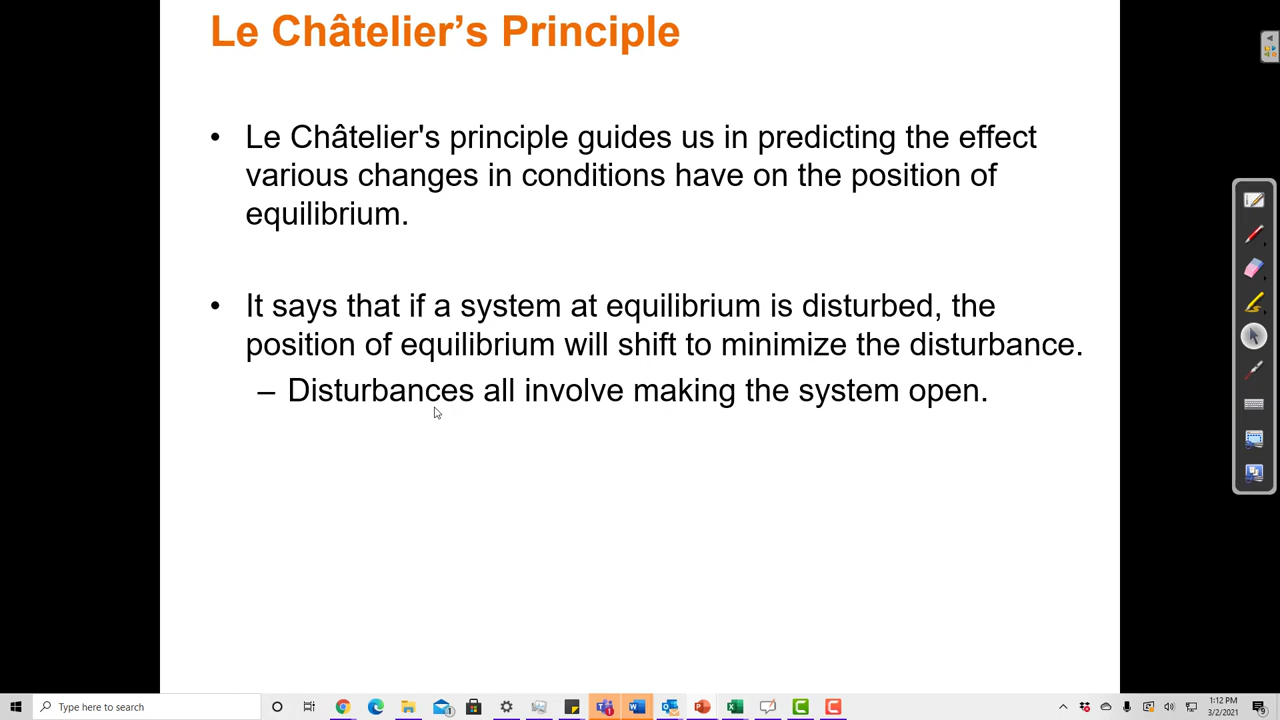 Le Châtelier’s Principle
• Le Châtelier's principle guides us in predicting the effect
various changes in conditions have on the position of
equilibrium.
• It says that if a system at equilibrium is disturbed, the
position of equilibrium will shift to minimize the disturbance.
– Disturbances all involve making the system open.
Type here to search
1:12 PM
3/2/2021